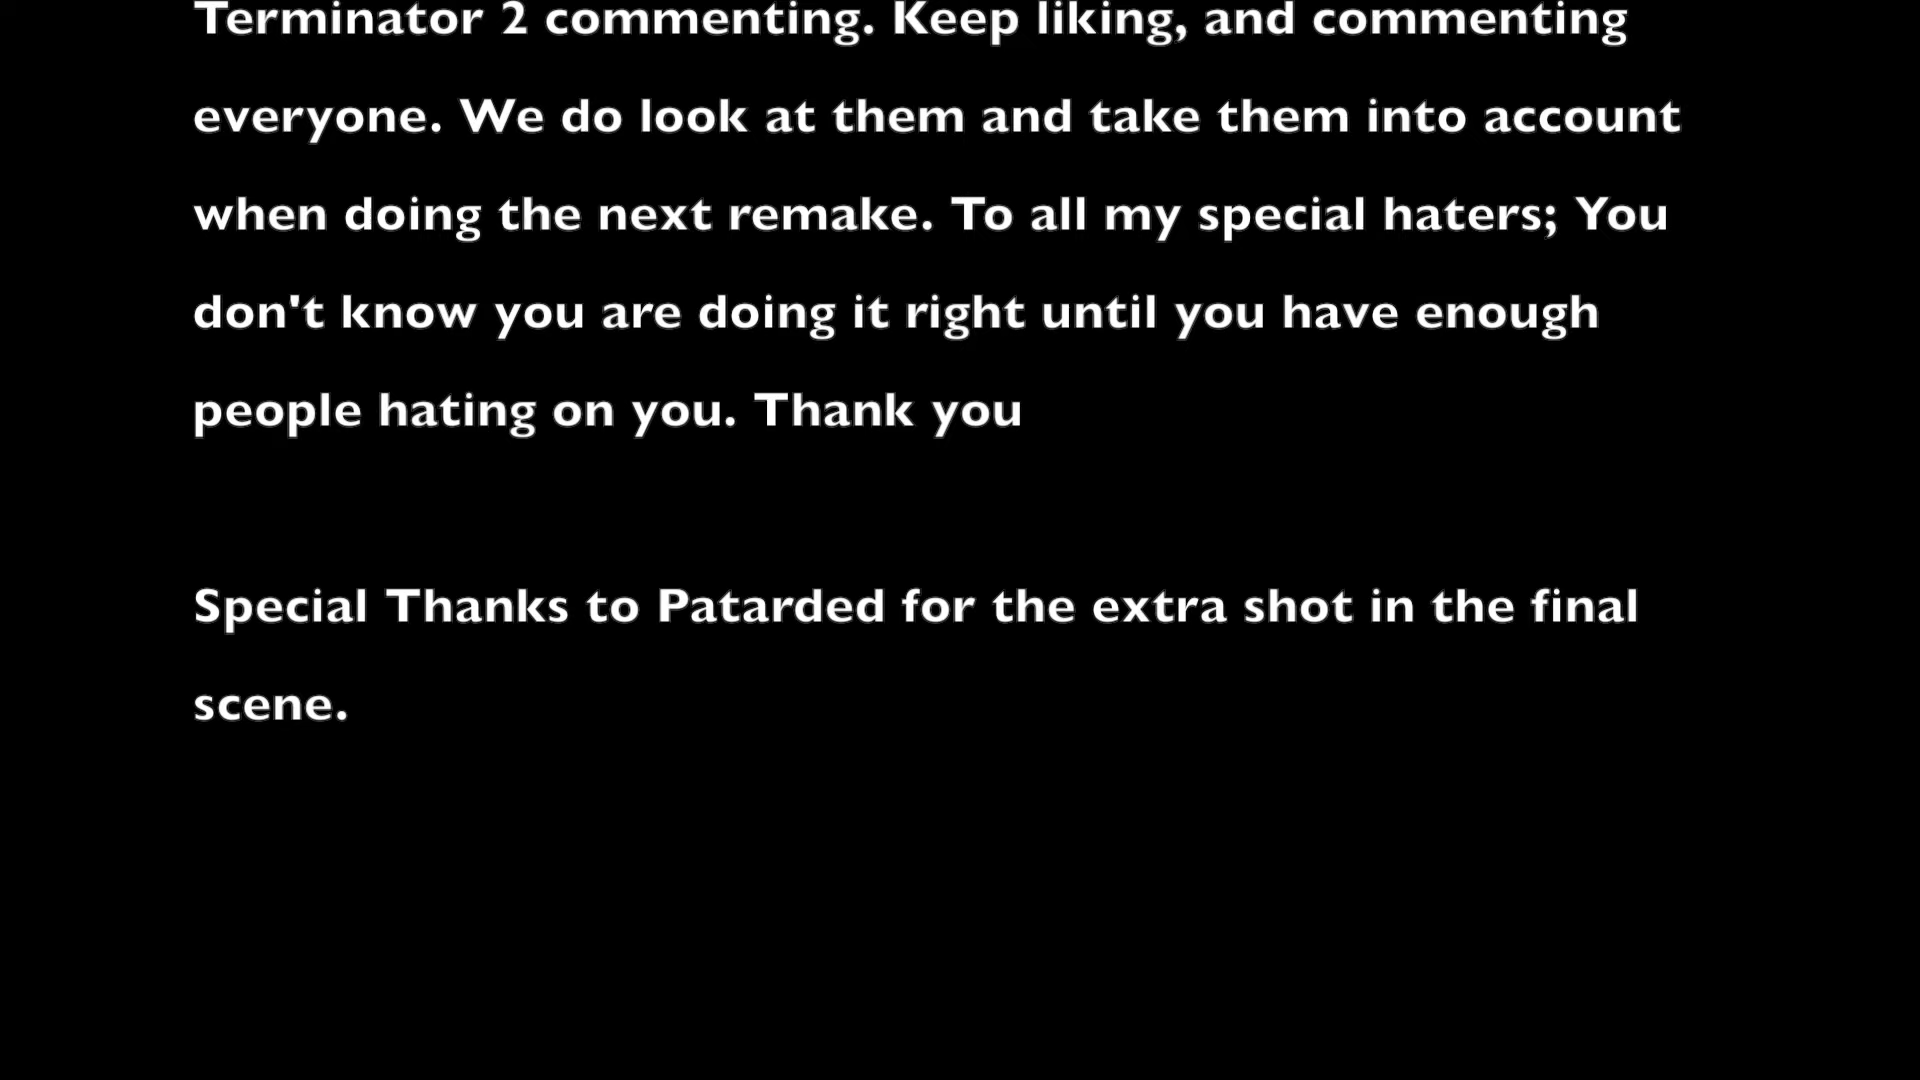 Terminator 2 commenting. Keep liking, and commenting
everyone. We do look at them and take them into account
when doing the next remake. To all my special haters; You
don't know you are doing it right until you have enough
people hating on you. Thank you
Special Thanks to Patarded for the extra shot in the final
scene.